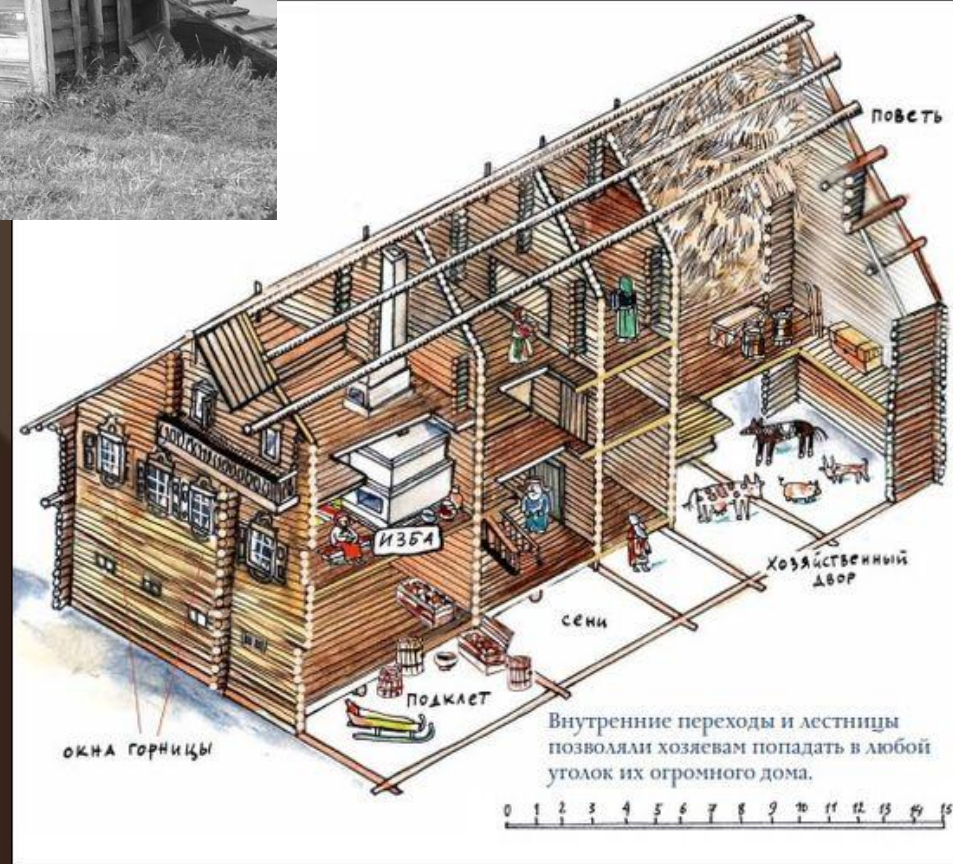 поветь
ИЗБА
хозяйственный
двор
сени
подклет
окна горницы
Внутренние переходы и лестницы
позволяли хозяевам попадать в любой
уголок их огромного дома.
0 1 2 3 4 5 6 7 8 9 10 11 12 13 14 15